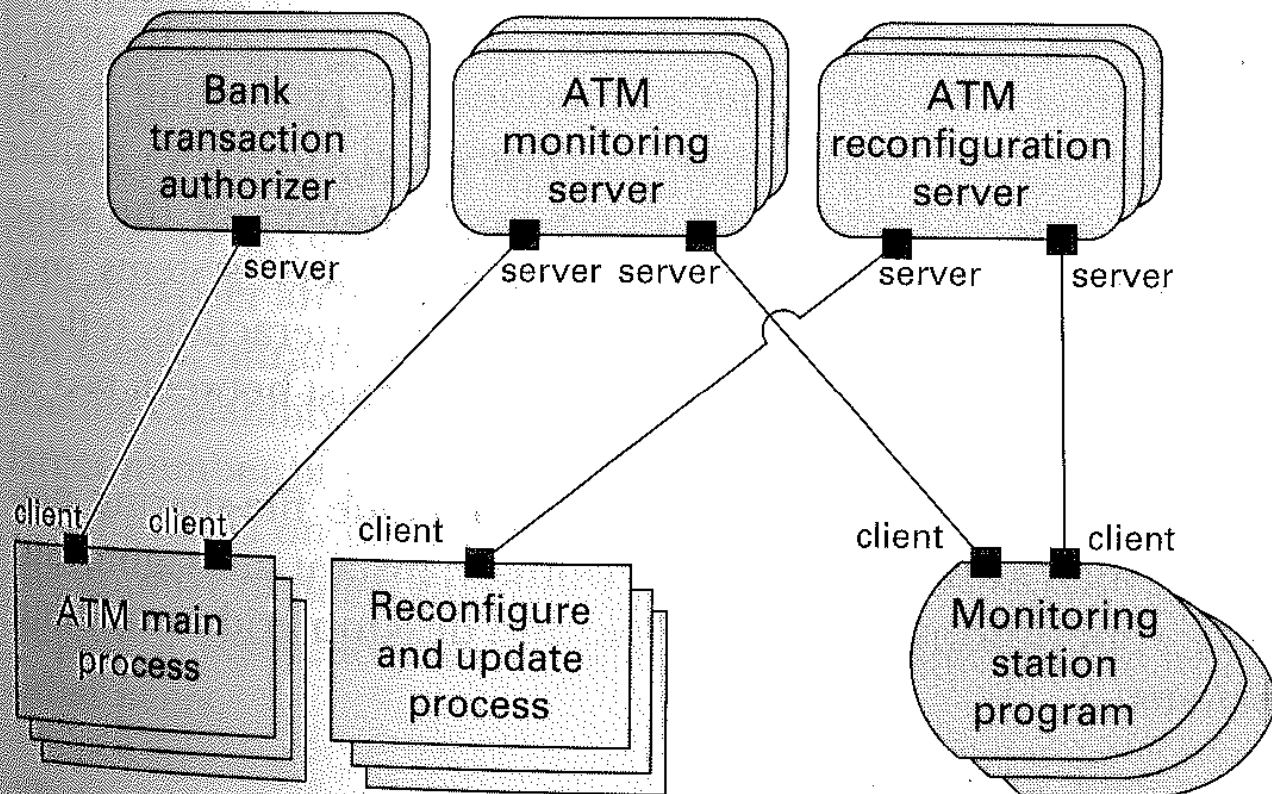 Bank
transaction
authorizer
ATM
monitoring
server
ATM
reconfiguration
server
server
server
server
server
server
client
client
client
client
client
ATM main
process
Reconfigure
and update
process
Monitoring
station
program